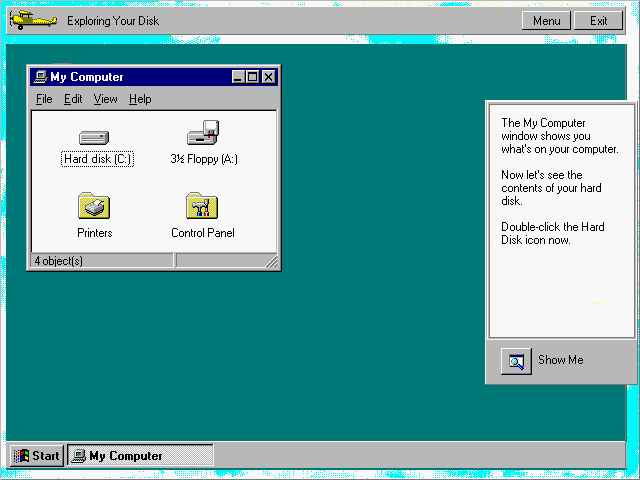 Exploring Your Disk
Menu
Exit
My Computer
File Edit View Help
Hard disk (C:)
3½ Floppy (A:)
Printers
Control Panel
4 object(s)
The My Computer
window shows you
what's on your computer.
Now let's see the
contents of your hard
disk.
Double-click the Hard
Disk icon now.
Show Me
Start
My Computer